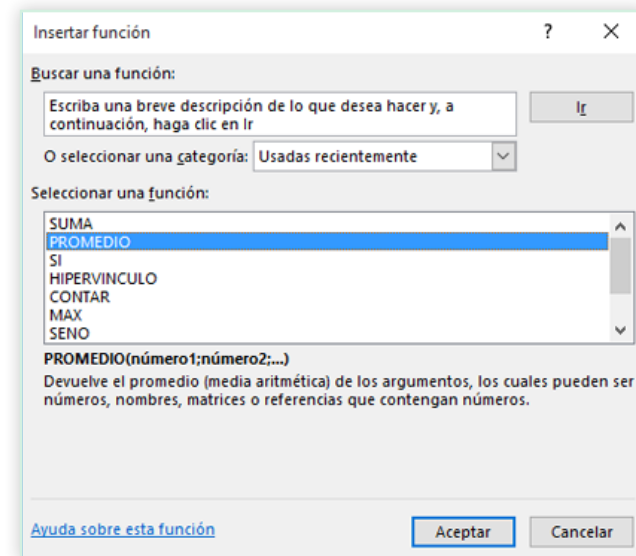 Insertar función ? ×
Buscar una función:
Escriba una breve descripción de lo que desea hacer y, a
continuación, haga clic en Ir
Ir
O seleccionar una categoría: Usadas recientemente
Seleccionar una función:
SUMA
PROMEDIO
SI
HIPERVINCULO
CONTAR
MAX
SENO
PROMEDIO(número1;número2;...)
Devuelve el promedio (media aritmética) de los argumentos, los cuales pueden ser
números, nombres, matrices o referencias que contengan números.
Ayuda sobre esta función
Aceptar
Cancelar